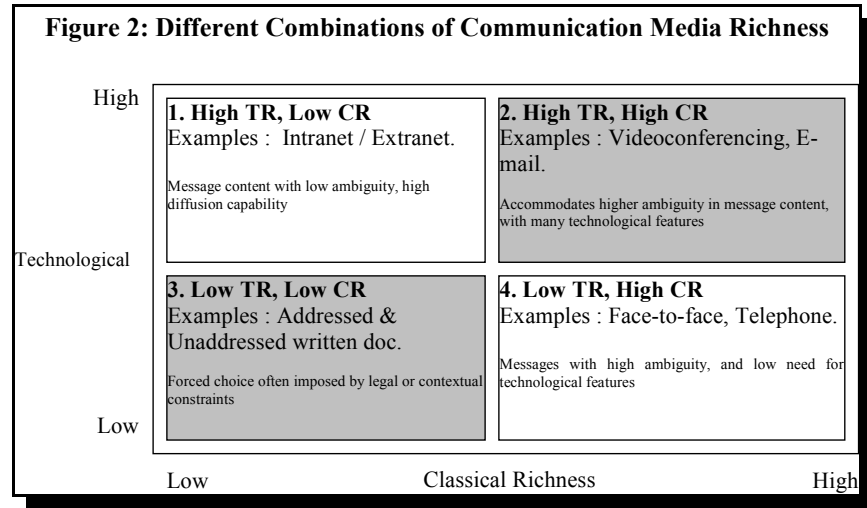 Figure 2: Different Combinations of Communication Media Richness
High
1. High TR, Low CR
Examples : Intranet / Extranet.
Message content with low ambiguity, high
diffusion capability
2. High TR, High CR
Examples : Videoconferencing, E-
mail.
Accommodates higher ambiguity in message content,
with many technological features
Technological
3. Low TR, Low CR
Examples : Addressed &
Unaddressed written doc.
Forced choice often imposed by legal or contextual
constraints
4. Low TR, High CR
Examples : Face-to-face, Telephone.
Messages with high ambiguity, and low need for
technological features
Low
Low Classical Richness High